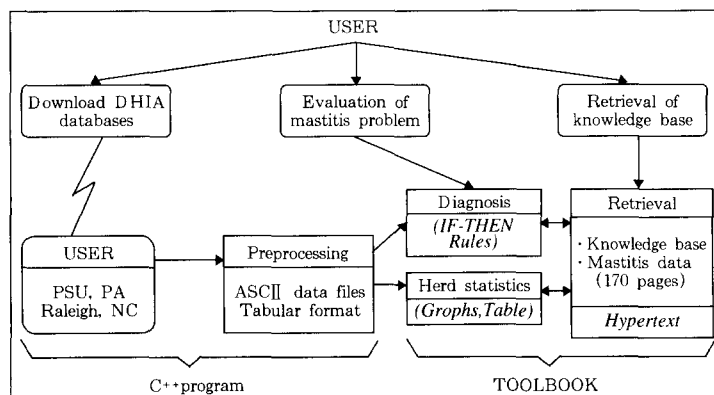 USER
Download DHIA
databases
Evaluation of
mastitis problem
Retrieval of
knowledge base
USER
PSU, PA
Raleigh, NC
Preprocessing
ASCⅡ data files
Tabular format
Diagnosis
(IF-THEN
Rules)
Herd statistics
(Grophs,Table)
Retrieval
· Knowledge base
· Mastitis data
(170 pages)
Hypertext
C++program
TOOLBOOK